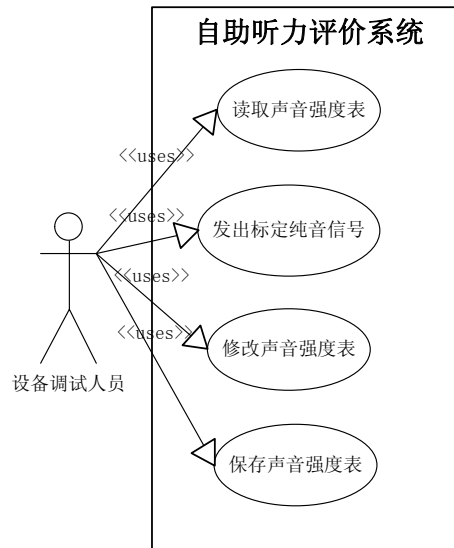 自助听力评价系统
读取声音强度表
<<uses>>
<<uses>>
发出标定纯音信号
<<uses>>
<<uses>>
修改声音强度表
设备调试人员
保存声音强度表